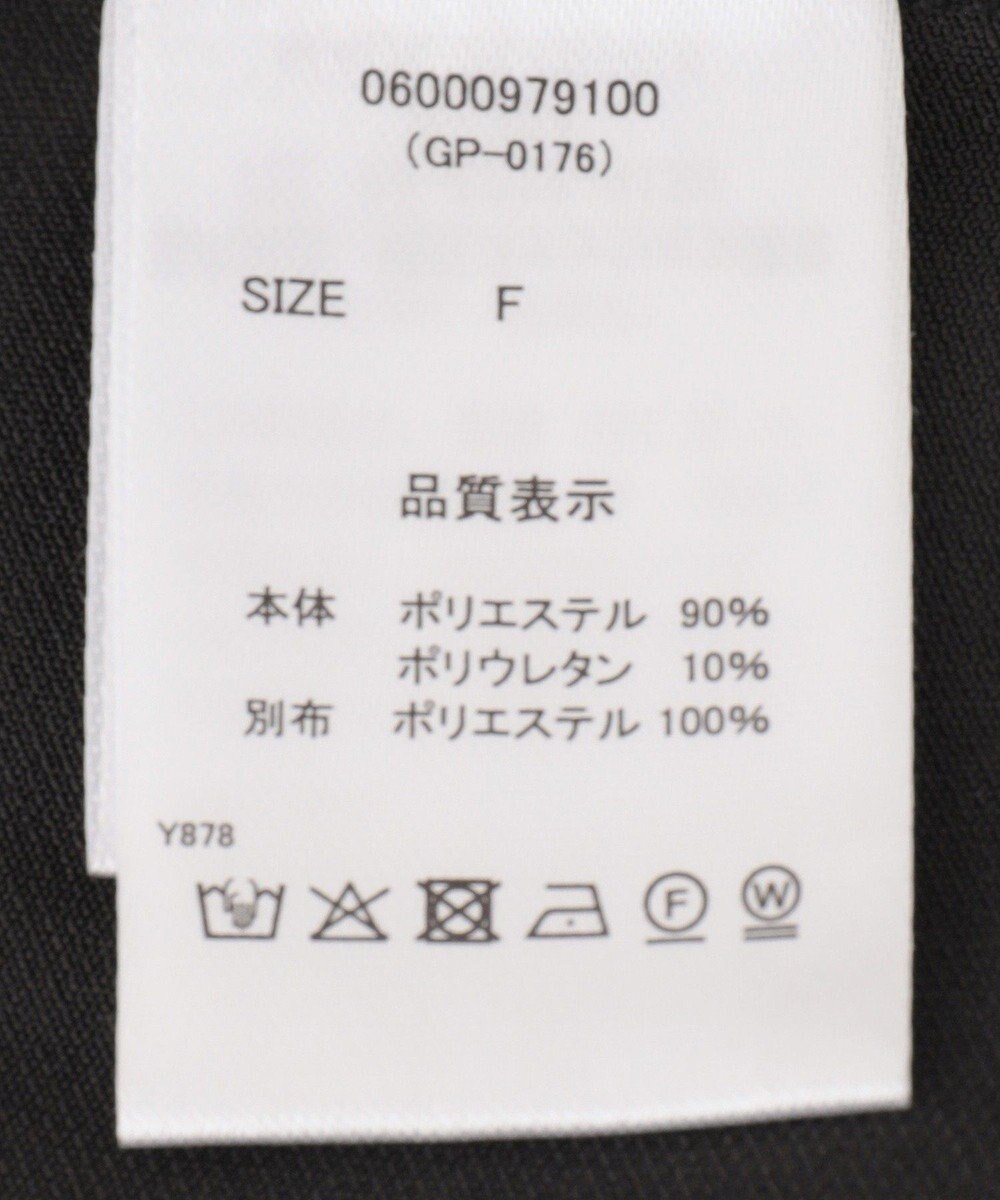 06000979100
(GP-0176)
SIZE F
品質表示
本体 ポリエステル 90%
ポリウレタン 10%
別布 ポリエステル 100%
Y878
F W